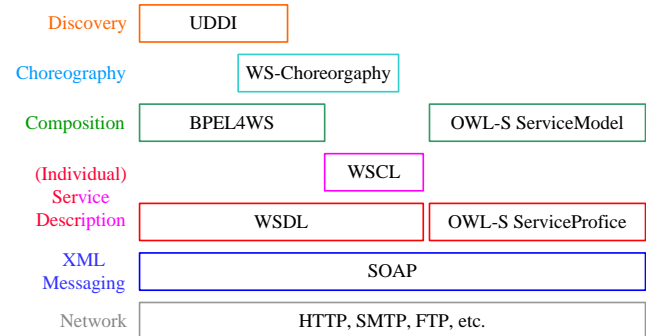 Discovery
UDDI
Choreography
WS-Choreorgaphy
Composition
BPEL4WS
OWL-S ServiceModel
(Individual)
Service
Description
WSCL
WSDL
OWL-S ServiceProfice
XML
Messaging
SOAP
Network
HTTP, SMTP, FTP, etc.